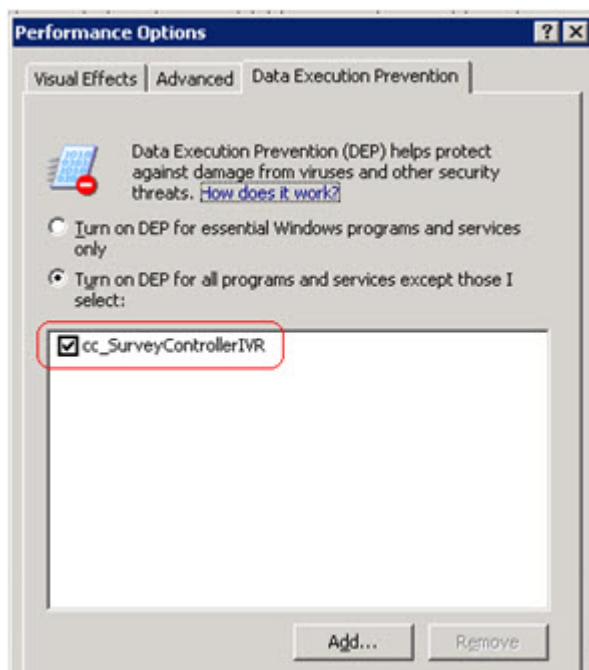 Performance Options
Visual Effects
Advanced
Data Execution Prevention
Data Execution Prevention (DEP) helps protect
against damage from viruses and other security
threats. How does it work?
Turn on DEP for essential Windows programs and services
only
Turn on DEP for all programs and services except those I
select:
cc_SurveyControllerIVR
Add...
Remove